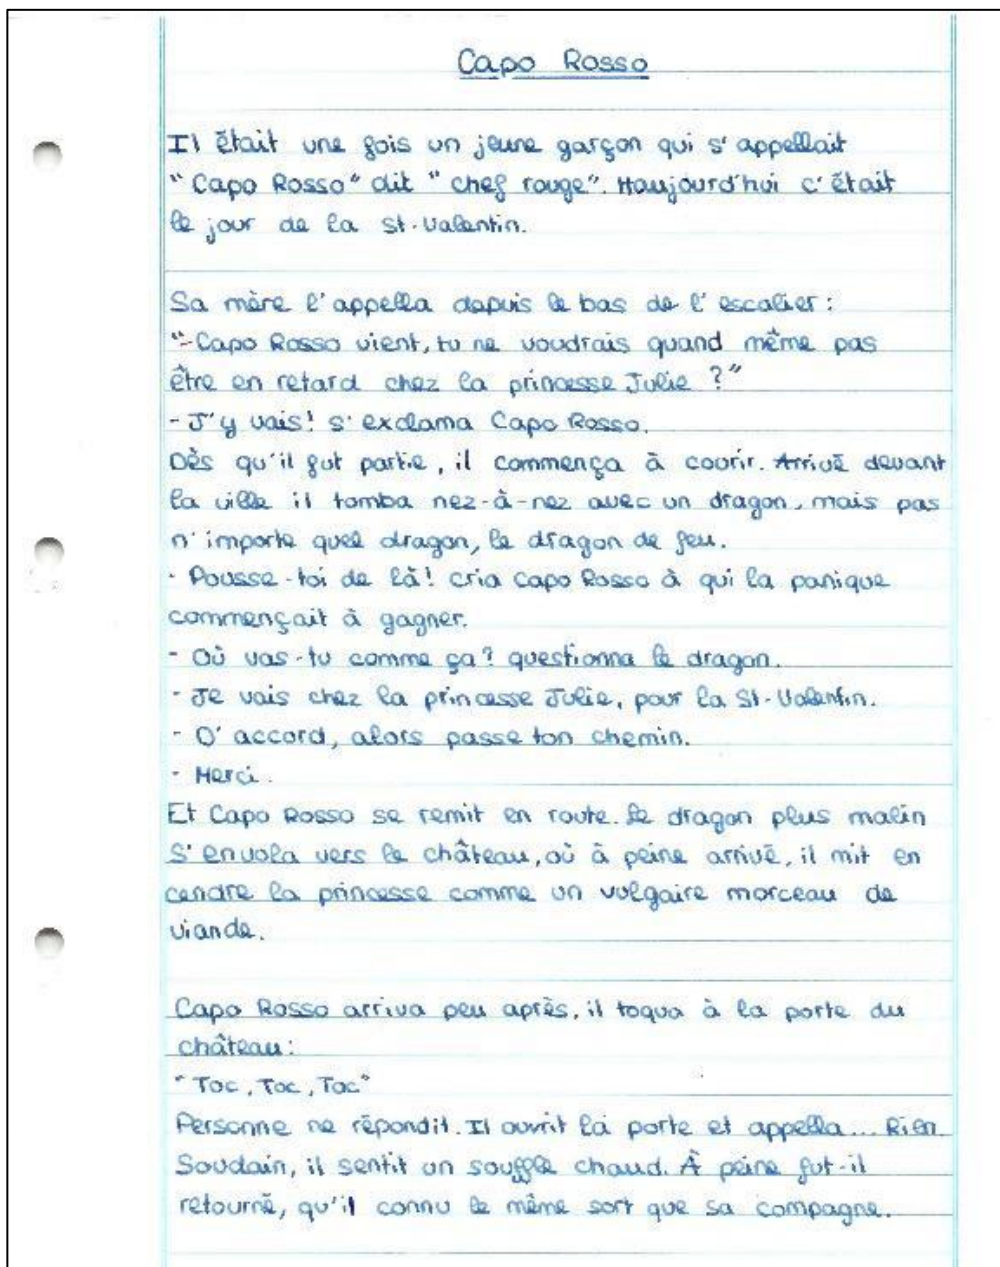 Capo Rosso
Il était une fois un jeune garçon qui s'appellait
"Capo Rosso" dit "chef rouge". Haujourd'hui c'était
le jour de la St-Valentin.
Sa mère l'appella depuis le bas de l'escalier:
"-Capo Rosso vient, tu ne voudrais quand même pas
être en retard chez la princesse Julie?"
- J'y vais! s'exclama Capo Rosso.
Dès qu'il fut partie, il commença à courir. Arrivé devant
la ville il tomba nez-à-nez avec un dragon, mais pas
n'importe quel dragon, le dragon de feu.
- Pousse-toi de là! cria Capo Rosso à qui la panique
commençait à gagner.
- Où vas-tu comme ça? questionna le dragon.
- Je vais chez la princesse Julie, pour la St-Valentin.
- D'accord, alors passe ton chemin.
- Merci.
Et Capo Rosso se remit en route. Le dragon plus malin
s'envola vers le château, où à peine arrivé, il mit en
cendre la princesse comme un vulgaire morceau de
viande.
Capo Rosso arriva peu après, il toqua à la porte du
château:
"Toc, Toc, Toc"
Personne ne répondit. Il ouvrit la porte et appella... Rien
Soudain, il sentit un souffle chaud. À peine fut-il
retourné, qu'il connu le même sort que sa compagne.